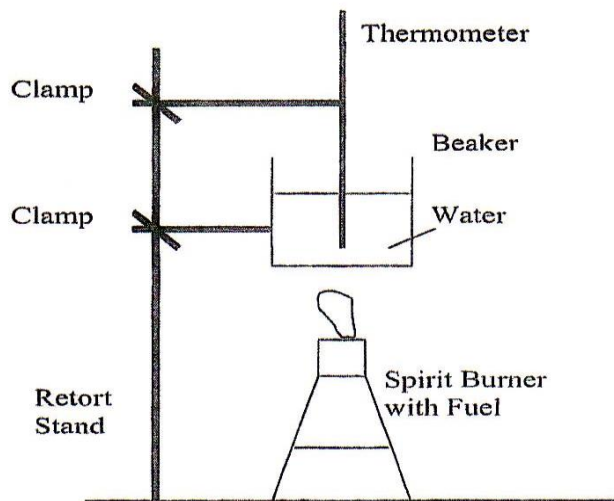 Thermometer
Clamp
Beaker
Clamp
Water
Spirit Burner
with Fuel
Retort
Stand